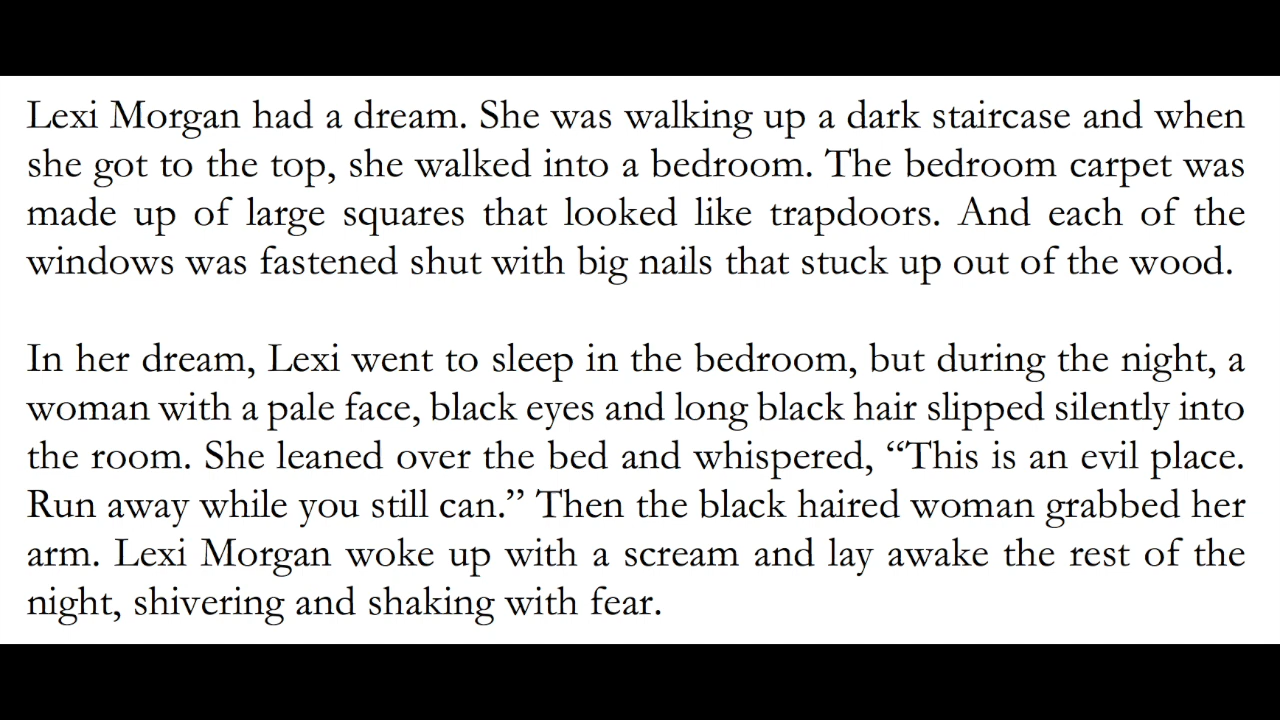 Lexi Morgan had a dream. She was walking up a dark staircase and when
she got to the top, she walked into a bedroom. The bedroom carpet was
made up of large squares that looked like trapdoors. And each of the
windows was fastened shut with big nails that stuck up out of the wood.
In her dream, Lexi went to sleep in the bedroom, but during the night, a
woman with a pale face, black eyes and long black hair slipped silently into
the room. She leaned over the bed and whispered, “This is an evil place.
Run away while you still can.” Then the black haired woman grabbed her
arm. Lexi Morgan woke up with a scream and lay awake the rest of the
night, shivering and shaking with fear.